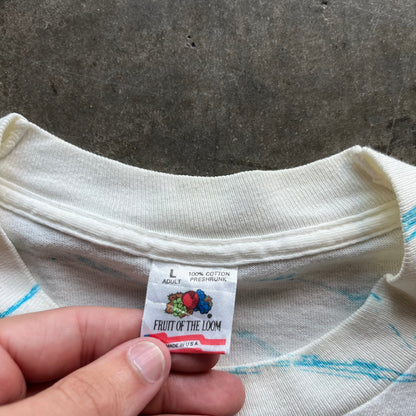 L
ADULT
100% COTTON
PRESHRUNK
FRUIT OF THE LOOM
MADE IN U.S.A.